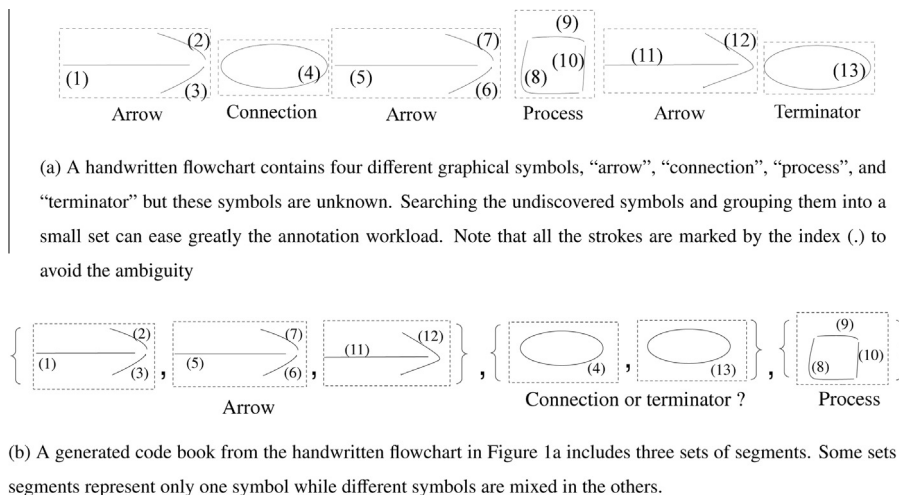 (9)
(2) (7) (12)
(11)
(10)
(1) (4) (5) (8) (13)
(3) (6)
Arrow Connection Arrow Process Arrow Terminator
(a) A handwritten flowchart contains four different graphical symbols, “arrow”, “connection”, “process”, and
“terminator” but these symbols are unknown. Searching the undiscovered symbols and grouping them into a
small set can ease greatly the annotation workload. Note that all the strokes are marked by the index (.) to
avoid the ambiguity
(9)
(2) (7) (12)
(11) (10)
(1) (5) (4) (13) (8)
(3) (6)
{ , , } , { , } , { }
Arrow Connection or terminator ? Process
(b) A generated code book from the handwritten flowchart in Figure 1a includes three sets of segments. Some sets
segments represent only one symbol while different symbols are mixed in the others.